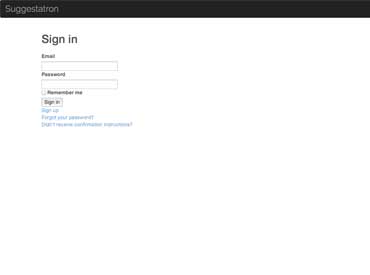 Suggestatron
Sign in
Email
Password
Remember me
Sign in
Sign up
Forgot your password?
Didn't receive confirmation instructions?